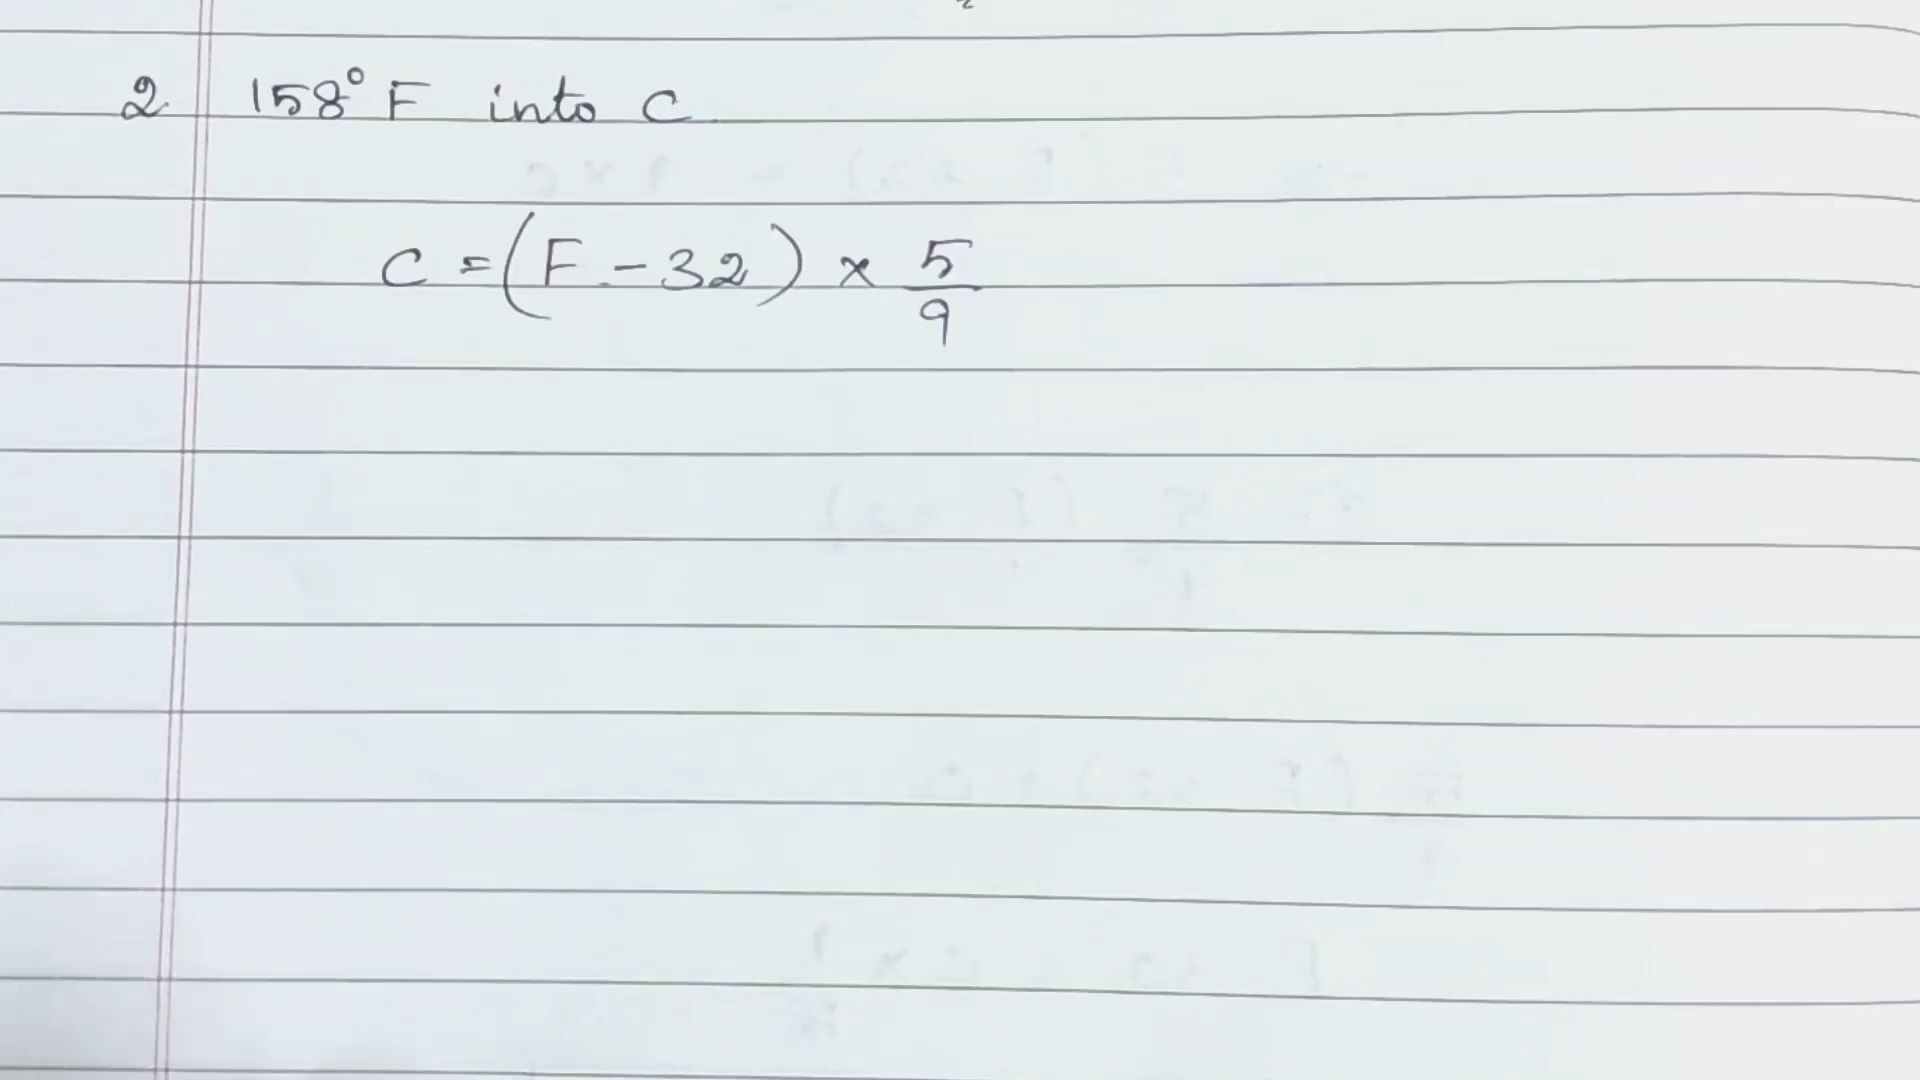 2 158° F into C.
C = (F - 32) × 5/9